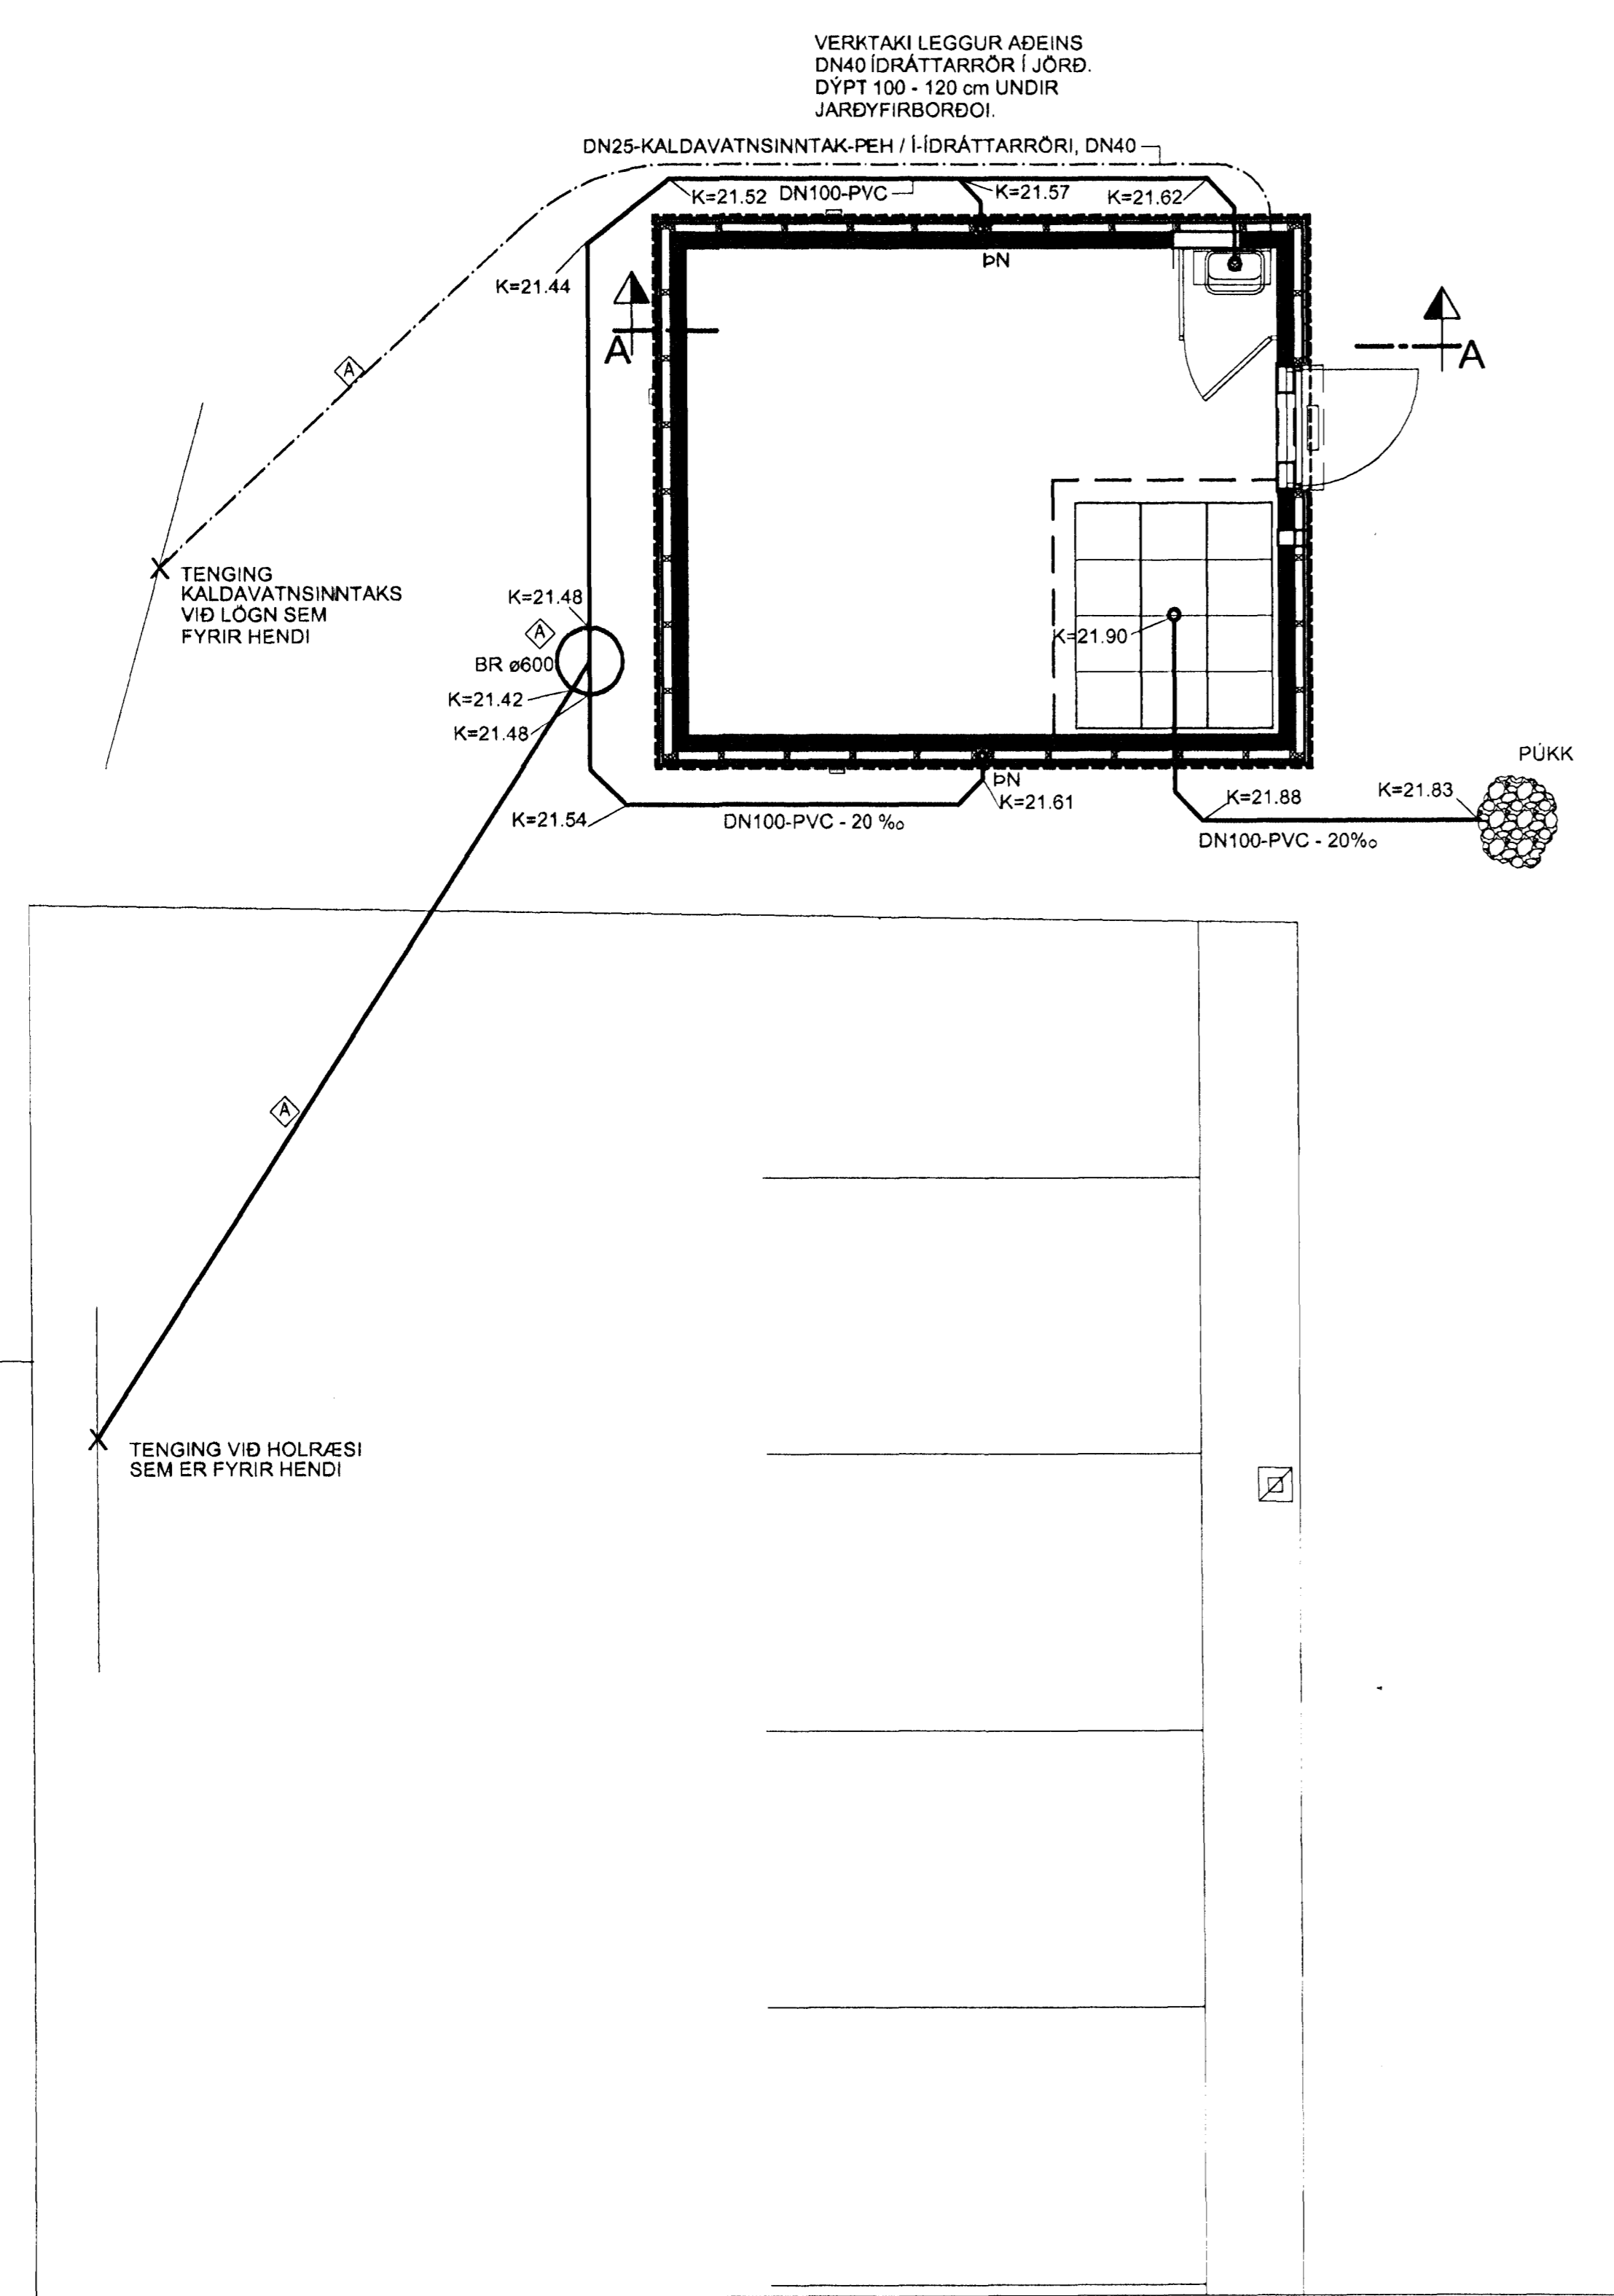 VERKTAKI LEGGUR AÐEINS
DN40 ÍDRÁTTARRÖR Í JÖRÐ.
DÝPT 100 - 120 cm UNDIR
JARÐYFIRBORÐOI.
DN25-KALDAVATNSINNTAK-PEH / Í-ÍDRÁTTARRÖRI, DN40
K=21.52
DN100-PVC
K=21.57
K=21.62
ÞN
K=21.44
A
A
A
TENGING
KALDAVATNSINNTAKS
VIÐ LÖGN SEM
FYRIR HENDI
K=21.48
A
BR ø600
K=21.42
K=21.48
K=21.90
PÚKK
ÞN
K=21.61
K=21.88
K=21.83
K=21.54
DN100-PVC - 20 ‰
DN100-PVC - 20‰
A
TENGING VIÐ HOLRÆSI
SEM ER FYRIR HENDI